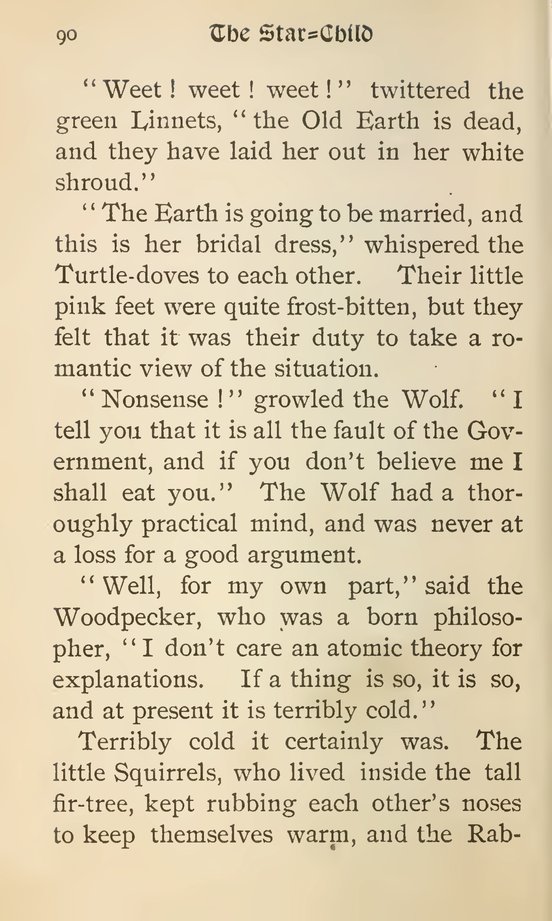 90 The Star=Child
“Weet! weet! weet!” twittered the
green Linnets, “the Old Earth is dead,
and they have laid her out in her white
shroud.”
“The Earth is going to be married, and
this is her bridal dress,” whispered the
Turtle-doves to each other. Their little
pink feet were quite frost-bitten, but they
felt that it was their duty to take a ro-
mantic view of the situation.
“Nonsense!” growled the Wolf. “I
tell you that it is all the fault of the Gov-
ernment, and if you don’t believe me I
shall eat you.” The Wolf had a thor-
oughly practical mind, and was never at
a loss for a good argument.
“Well, for my own part,” said the
Woodpecker, who was a born philoso-
pher, “I don’t care an atomic theory for
explanations. If a thing is so, it is so,
and at present it is terribly cold.”
Terribly cold it certainly was. The
little Squirrels, who lived inside the tall
fir-tree, kept rubbing each other’s noses
to keep themselves warm, and the Rab-